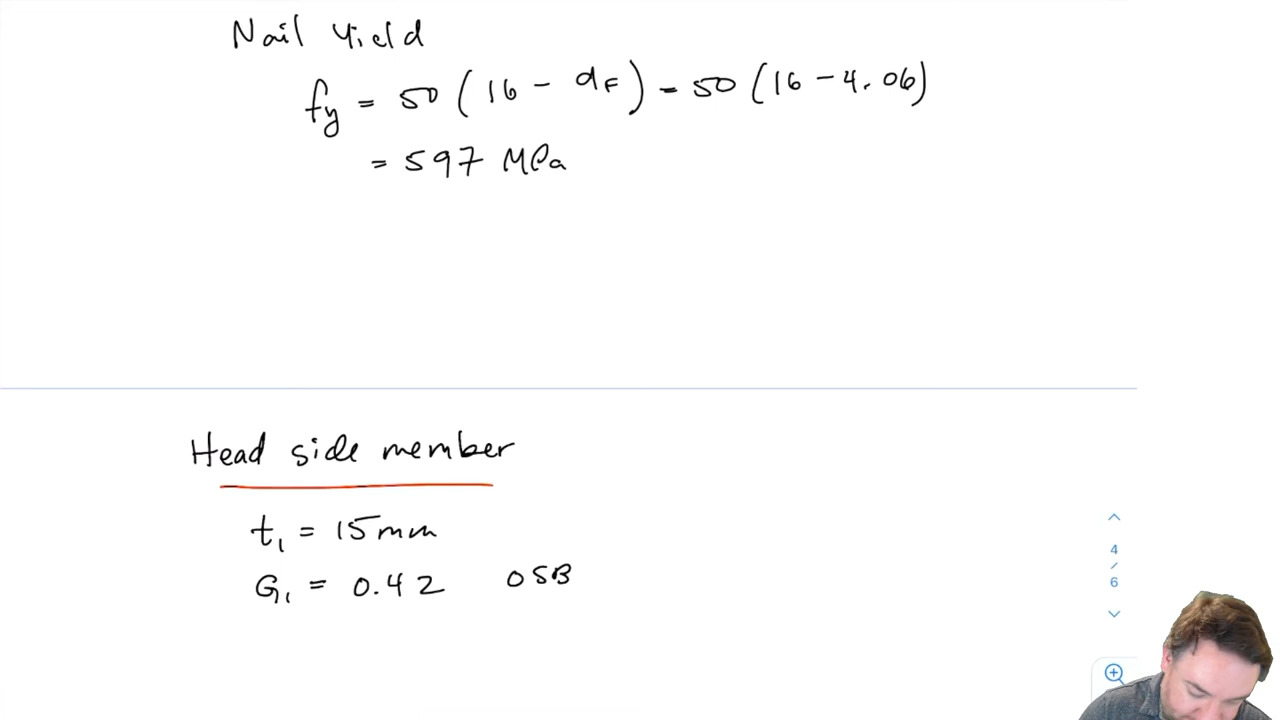 Nail Yield
fy = 50 (16 - dF) = 50 (16 - 4.06)
= 597 MPa
Head side member
t1 = 15mm
G1 = 0.42 OSB
4
/
6